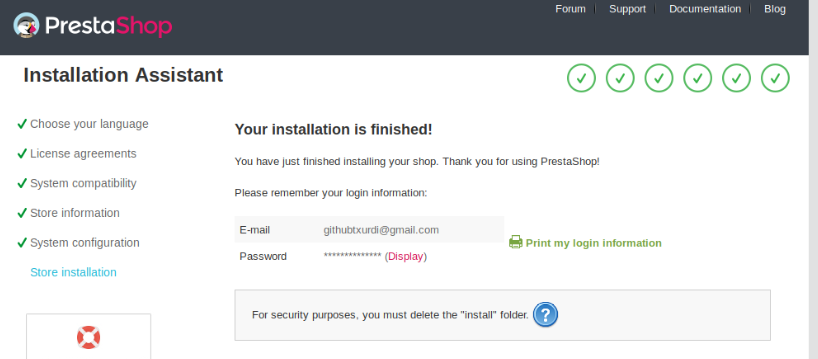 Forum Support Documentation Blog
PrestaShop
Installation Assistant
Choose your language
License agreements
System compatibility
Store information
System configuration
Store installation
Your installation is finished!
You have just finished installing your shop. Thank you for using PrestaShop!
Please remember your login information:
E-mail githubtxurdi@gmail.com
Password ************** (Display)
Print my login information
For security purposes, you must delete the "install" folder. ?